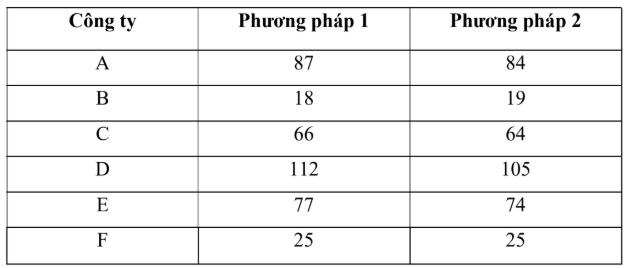 Công ty Phương pháp 1 Phương pháp 2
A 87 84
B 18 19
C 66 64
D 112 105
E 77 74
F 25 25